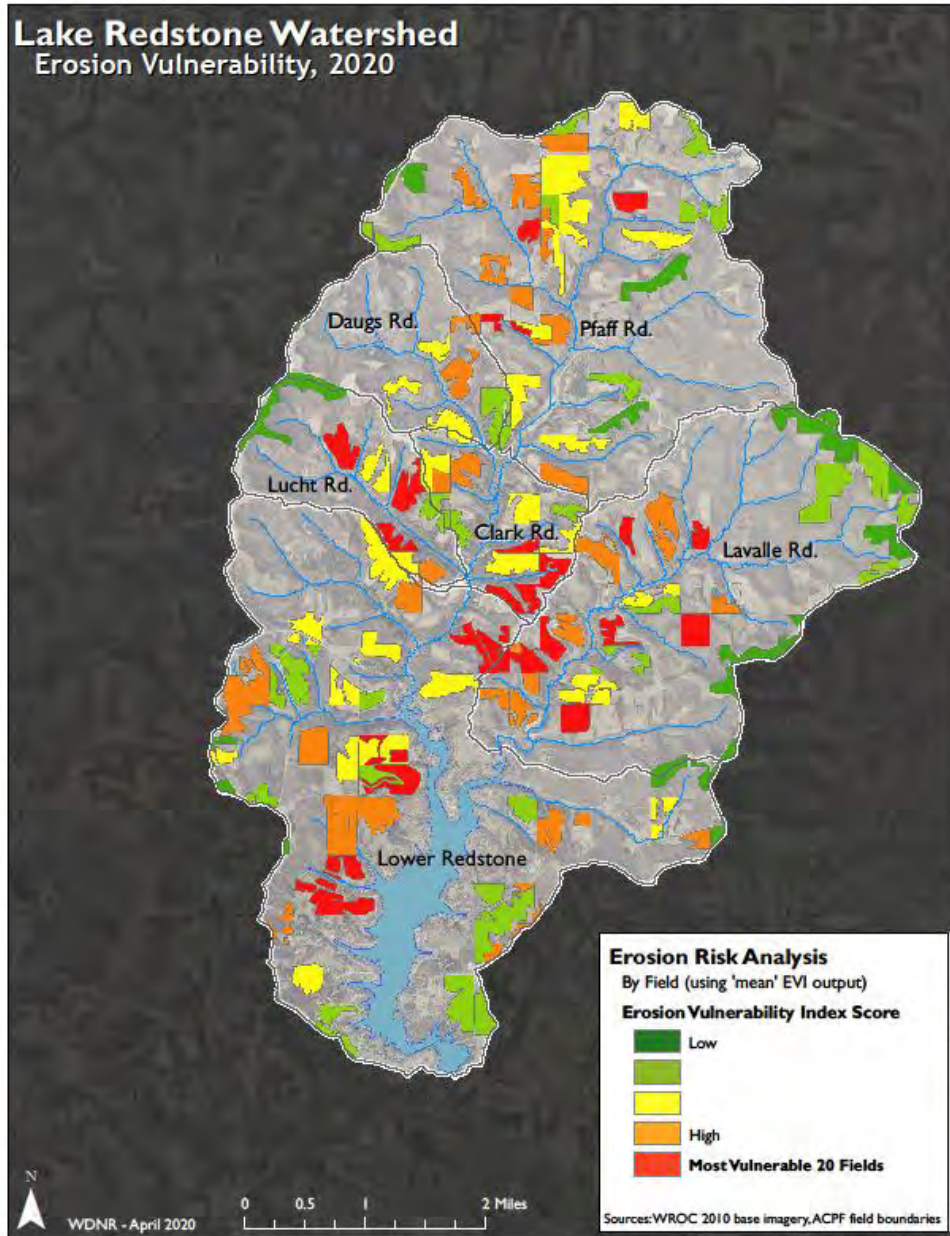 Lake Redstone Watershed
Erosion Vulnerability, 2020
Daugs Rd.
Pfaff Rd.
Lucht Rd.
Clark Rd.
Lavalle Rd.
Lower Redstone
Erosion Risk Analysis
By Field (using 'mean' EVI output)
Erosion Vulnerability Index Score
Low
High
Most Vulnerable 20 Fields
Sources: WROC 2010 base imagery, ACPF field boundaries
N
0 0.5 1 2 Miles
WDNR - April 2020